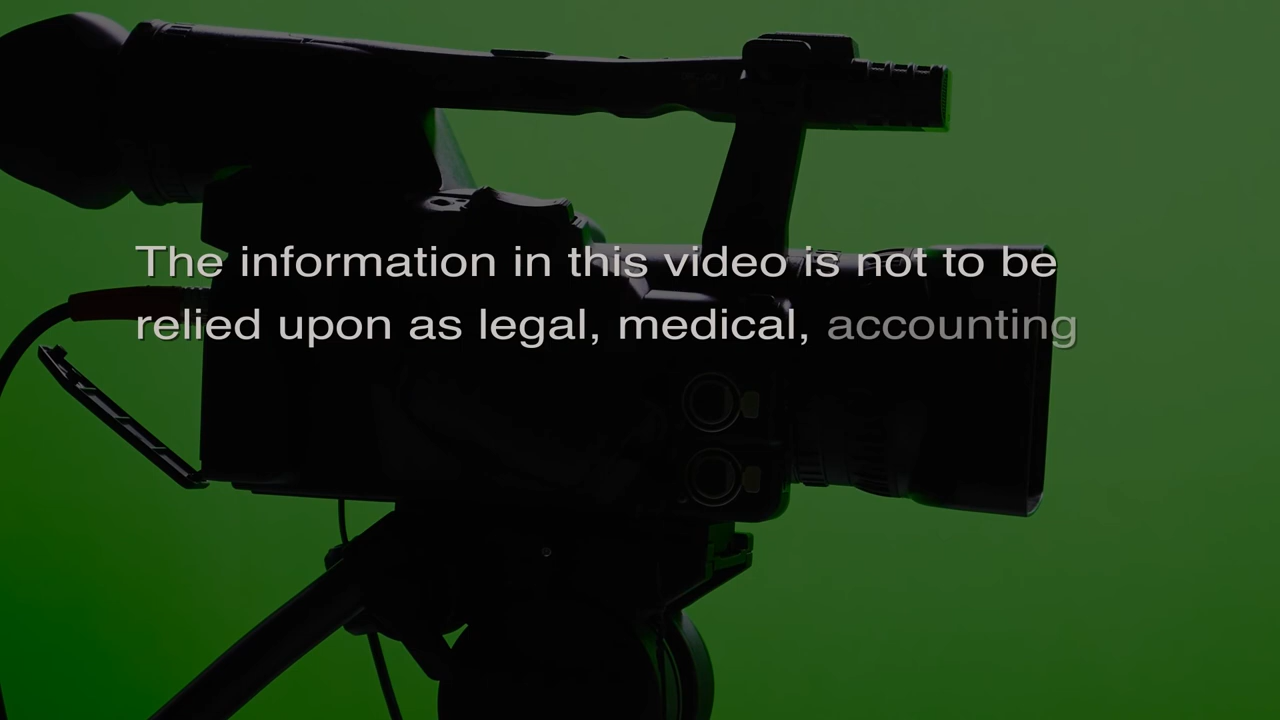 The information in this video is not to be
relied upon as legal, medical, accounting